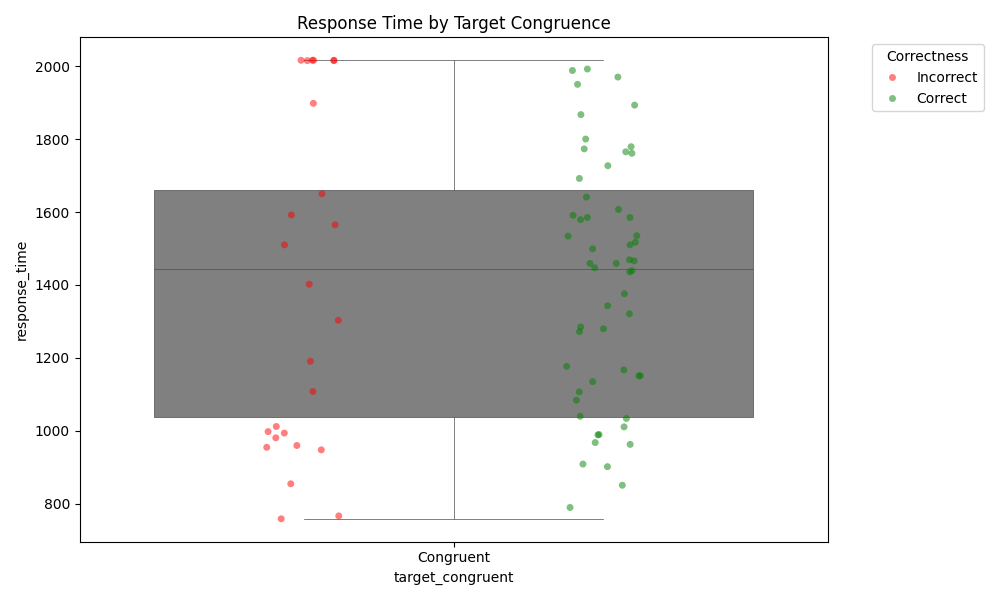 Response Time by Target Congruence
Correctness
Incorrect
Correct
response_time
2000
1800
1600
1400
1200
1000
800
Congruent
target_congruent